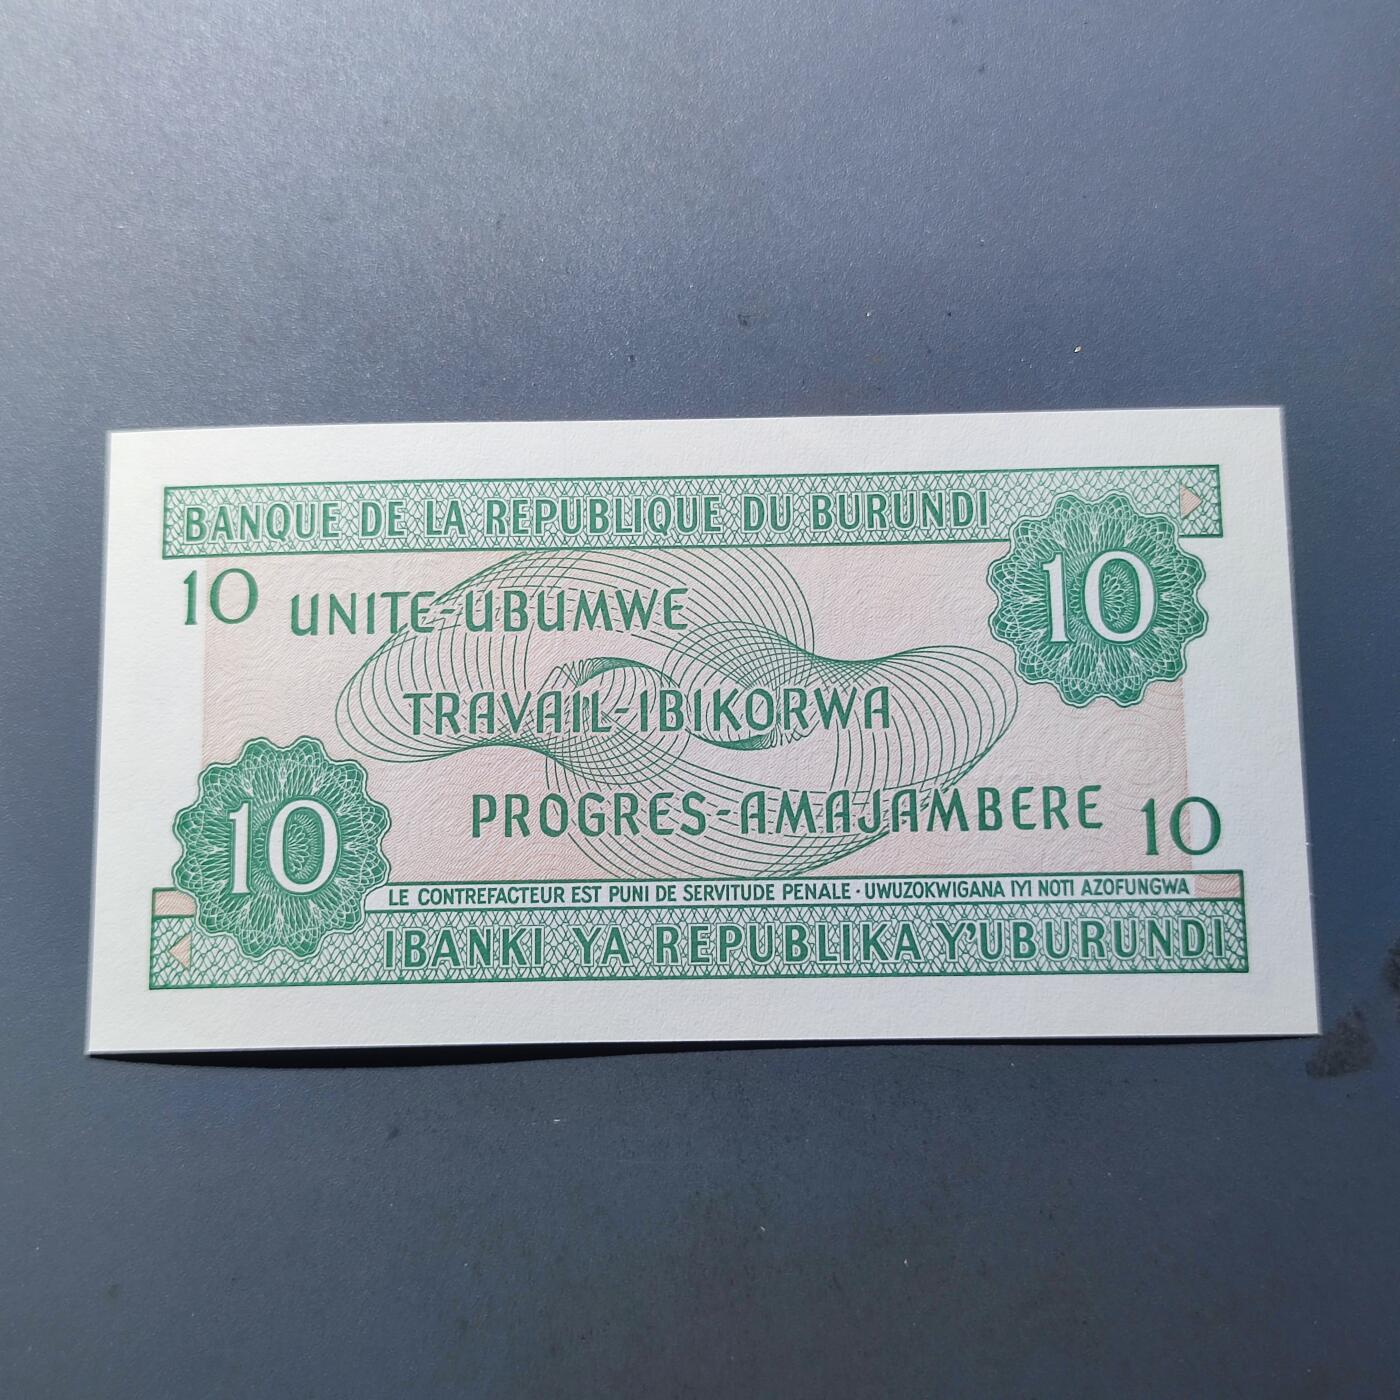 BANQUE DE LA REPUBLIQUE DU BURUNDI
10
10 UNITE-UBUMWE
TRAVAIL-IBIKORWA
PROGRES-AMAJAMBERE 10
10
LE CONTREFACTEUR EST PUNI DE SERVITUDE PENALE · UWUZOKWIGANA IYI NOTI AZOFUNGWA
IBANKI YA REPUBLIKA Y'UBURUNDI